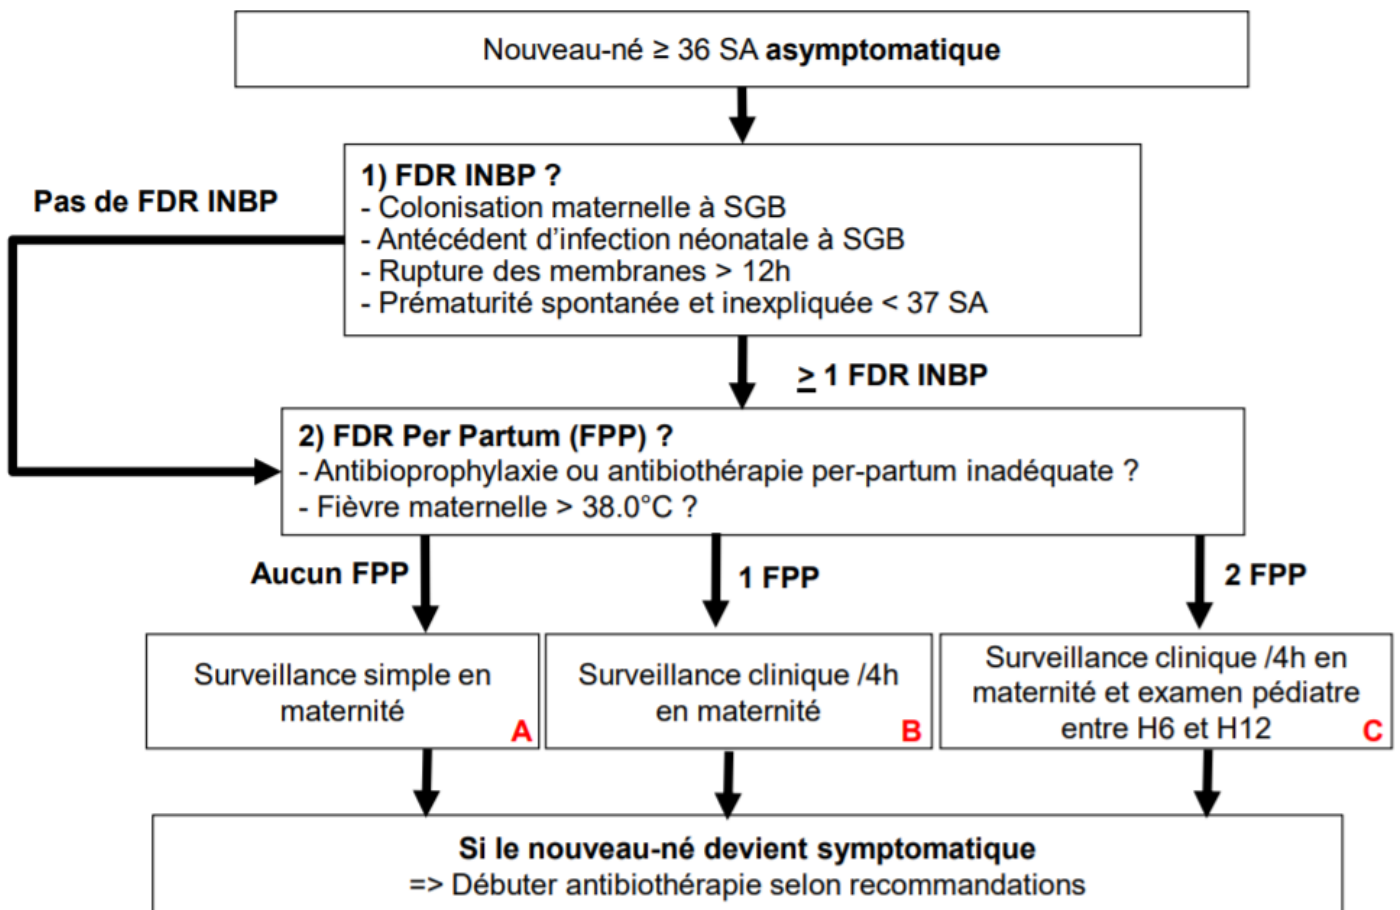 Nouveau-né ≥ 36 SA asymptomatique
1) FDR INBP ?
- Colonisation maternelle à SGB
- Antécédent d'infection néonatale à SGB
- Rupture des membranes > 12h
- Prématurité spontanée et inexpliquée < 37 SA
Pas de FDR INBP
≥ 1 FDR INBP
2) FDR Per Partum (FPP) ?
- Antibioprophylaxie ou antibiothérapie per-partum inadéquate ?
- Fièvre maternelle > 38.0°C ?
Aucun FPP
1 FPP
2 FPP
Surveillance simple en
maternité
A
Surveillance clinique /4h
en maternité
B
Surveillance clinique /4h en
maternité et examen pédiatre
entre H6 et H12
C
Si le nouveau-né devient symptomatique
=> Débuter antibiothérapie selon recommandations